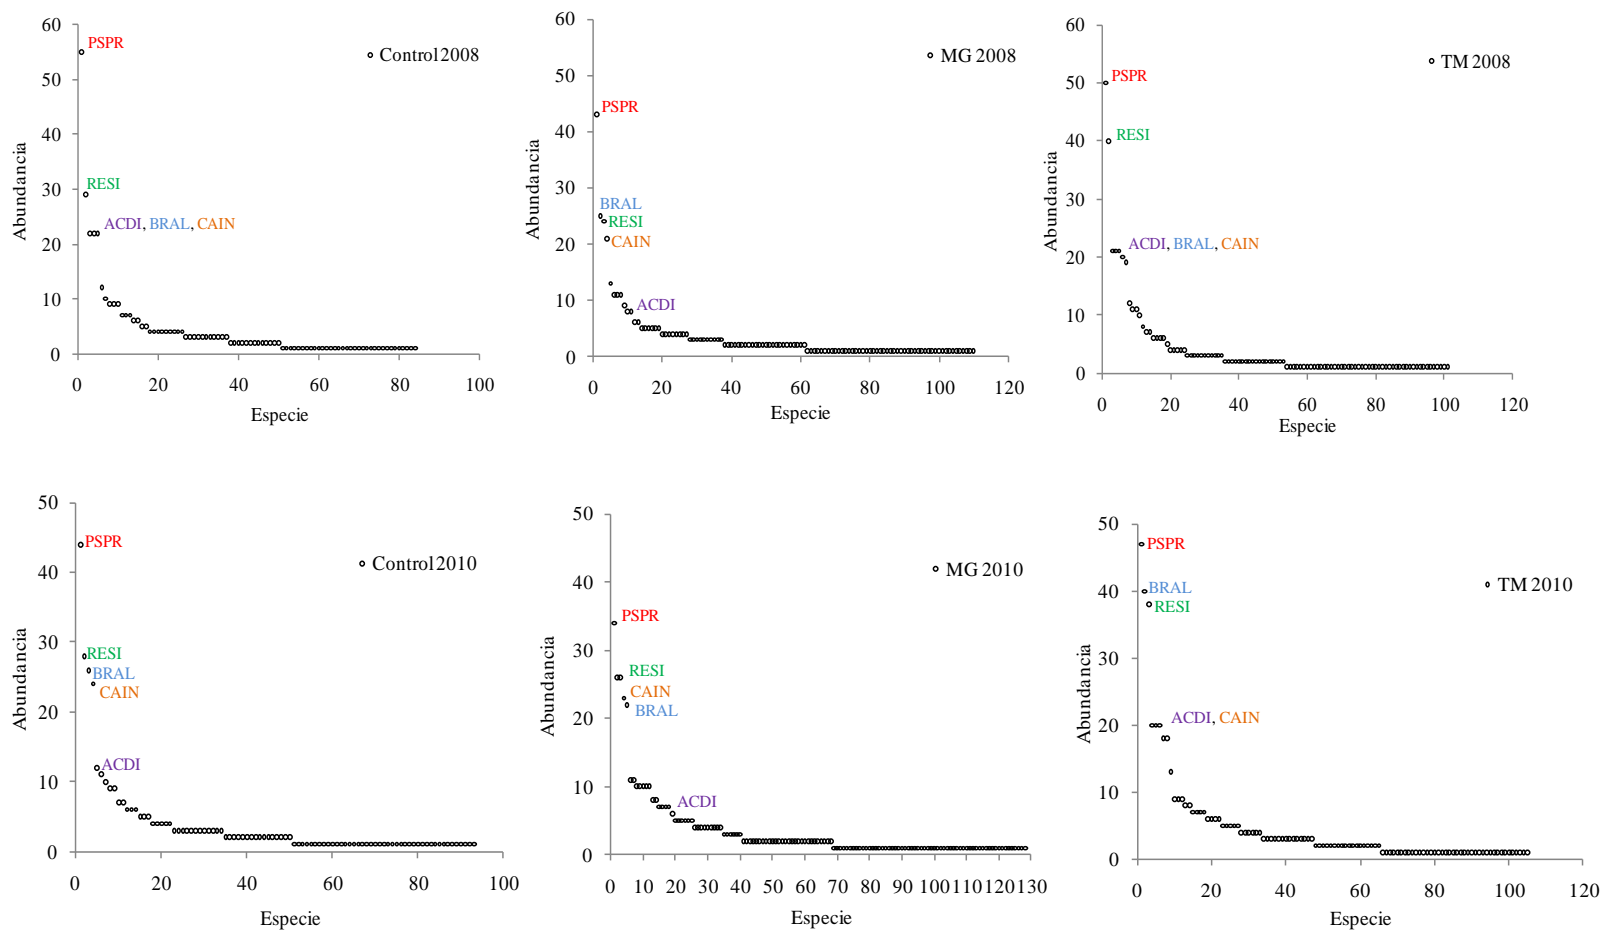 60
50
40
30
20
10
0
Abundancia
PSPR
RESI
ACDI, BRAL, CAIN
Control 2008
0 20 40 60 80 100
Especie
60
50
40
30
20
10
0
Abundancia
PSPR
BRAL
RESI
CAIN
ACDI
MG 2008
0 20 40 60 80 100 120
Especie
60
50
40
30
20
10
0
Abundancia
PSPR
RESI
ACDI, BRAL, CAIN
TM 2008
0 20 40 60 80 100 120
Especie
50
40
30
20
10
0
Abundancia
PSPR
RESI
BRAL
CAIN
ACDI
Control 2010
0 20 40 60 80 100
Especie
50
40
30
20
10
0
Abundancia
PSPR
RESI
CAIN
BRAL
ACDI
MG 2010
0 10 20 30 40 50 60 70 80 90 100 110 120 130
Especie
50
40
30
20
10
0
Abundancia
PSPR
BRAL
RESI
ACDI, CAIN
TM 2010
0 20 40 60 80 100 120
Especie